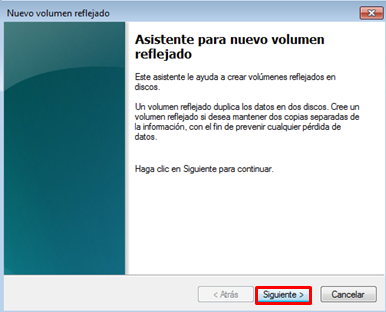 Nuevo volumen reflejado
Asistente para nuevo volumen
reflejado
Este asistente le ayuda a crear volúmenes reflejados en
discos.
Un volumen reflejado duplica los datos en dos discos. Cree un
volumen reflejado si desea mantener dos copias separadas de
la información, con el fin de prevenir cualquier pérdida de
datos.
Haga clic en Siguiente para continuar.
< Atrás Siguiente > Cancelar